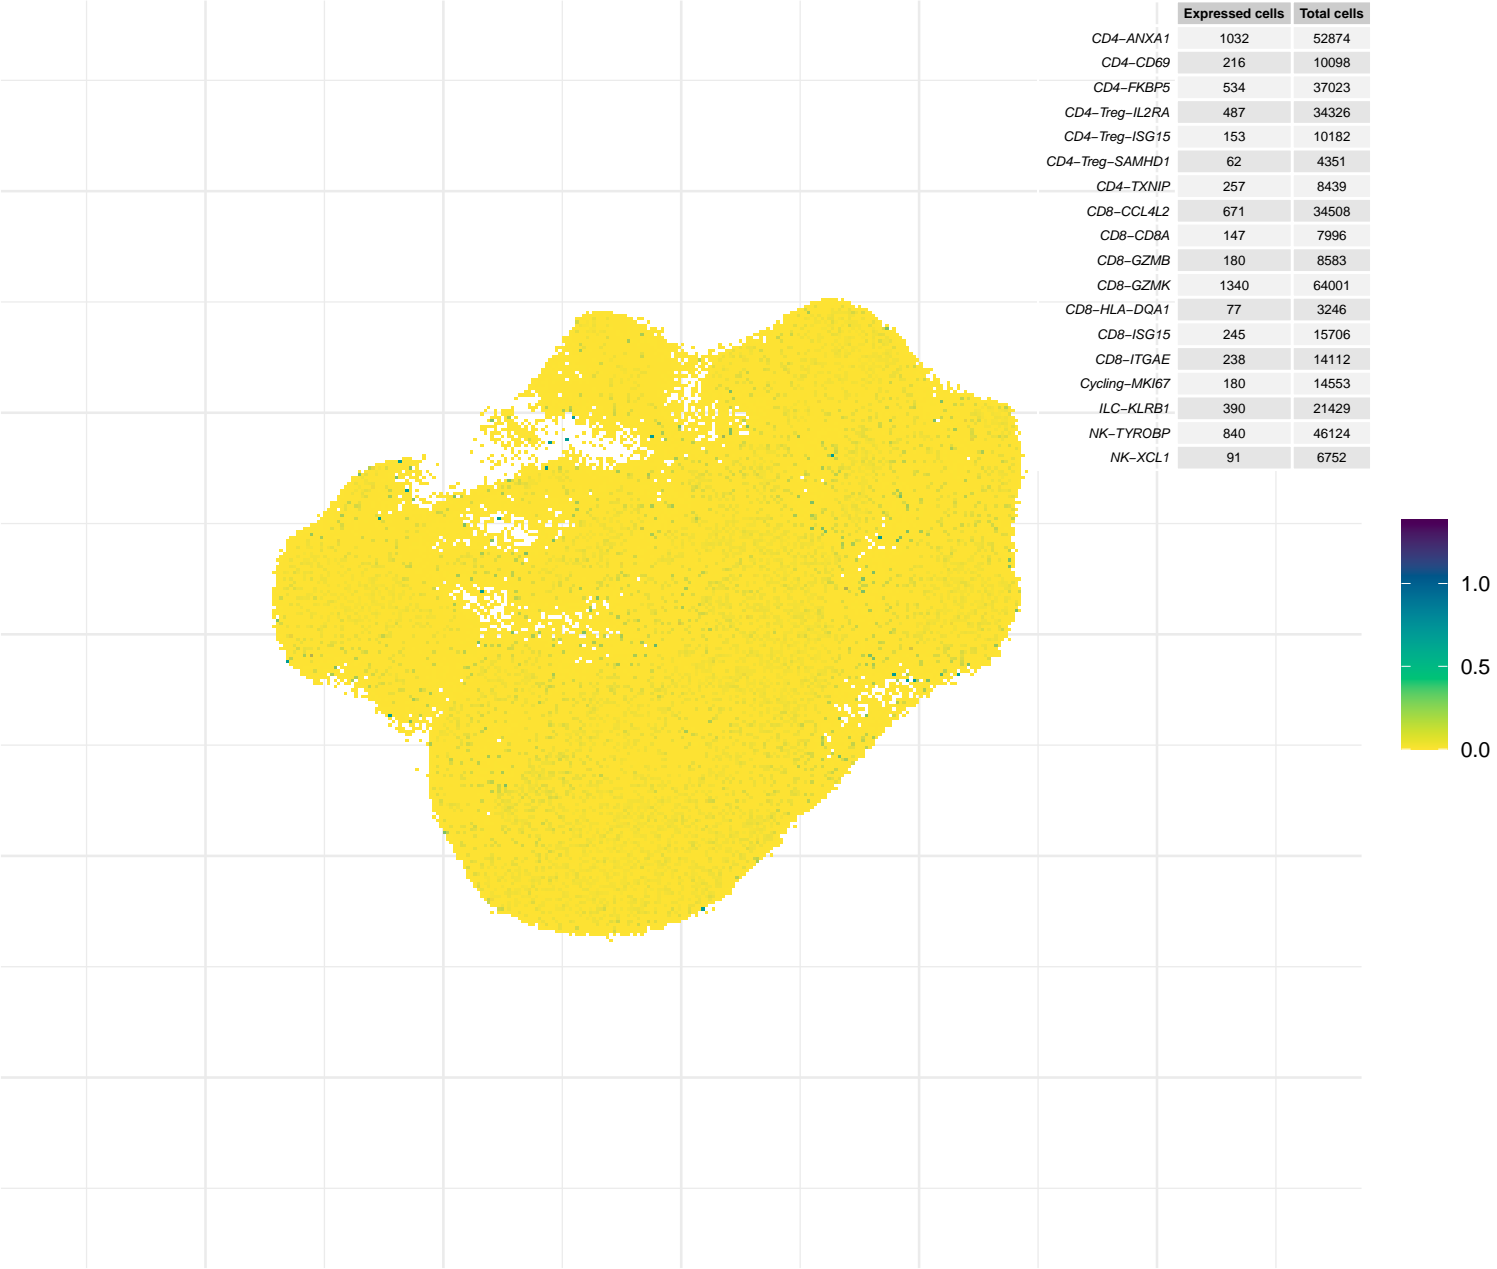 Expressed cells Total cells
CD4−ANXA1 1032 52874
CD4−CD69 216 10098
CD4−FKBP5 534 37023
CD4−Treg−IL2RA 487 34326
CD4−Treg−ISG15 153 10182
CD4−Treg−SAMHD1 62 4351
CD4−TXNIP 257 8439
CD8−CCL4L2 671 34508
CD8−CD8A 147 7996
CD8−GZMB 180 8583
CD8−GZMK 1340 64001
CD8−HLA−DQA1 77 3246
CD8−ISG15 245 15706
CD8−ITGAE 238 14112
Cycling−MKI67 180 14553
ILC−KLRB1 390 21429
NK−TYROBP 840 46124
NK−XCL1 91 6752
1.0
0.5
0.0